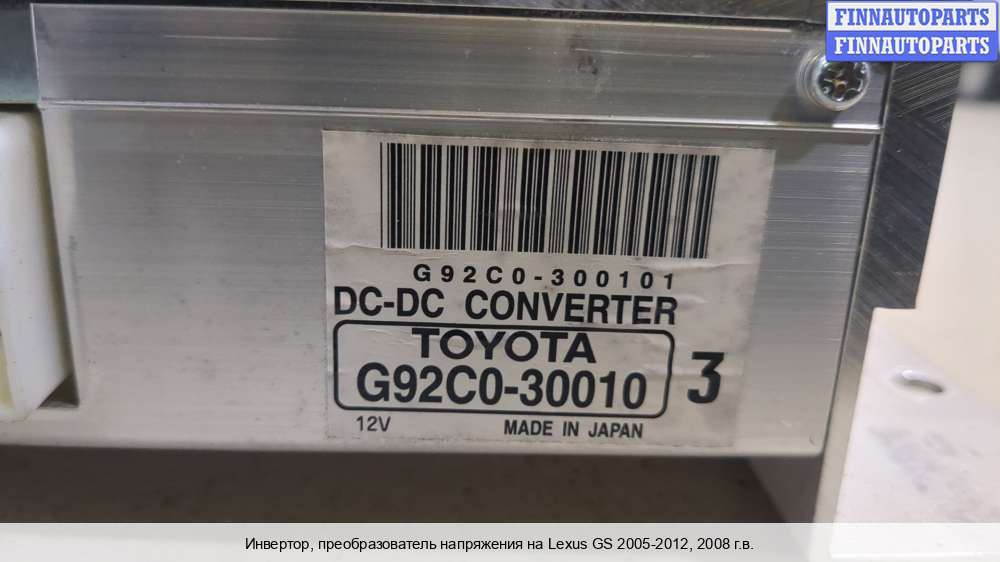 FINNAUTOPARTS
FINNAUTOPARTS
G92C0-300101
DC-DC CONVERTER
TOYOTA
G92C0-30010
3
12V MADE IN JAPAN
Инвертор, преобразователь напряжения на Lexus GS 2005-2012, 2008 г.в.